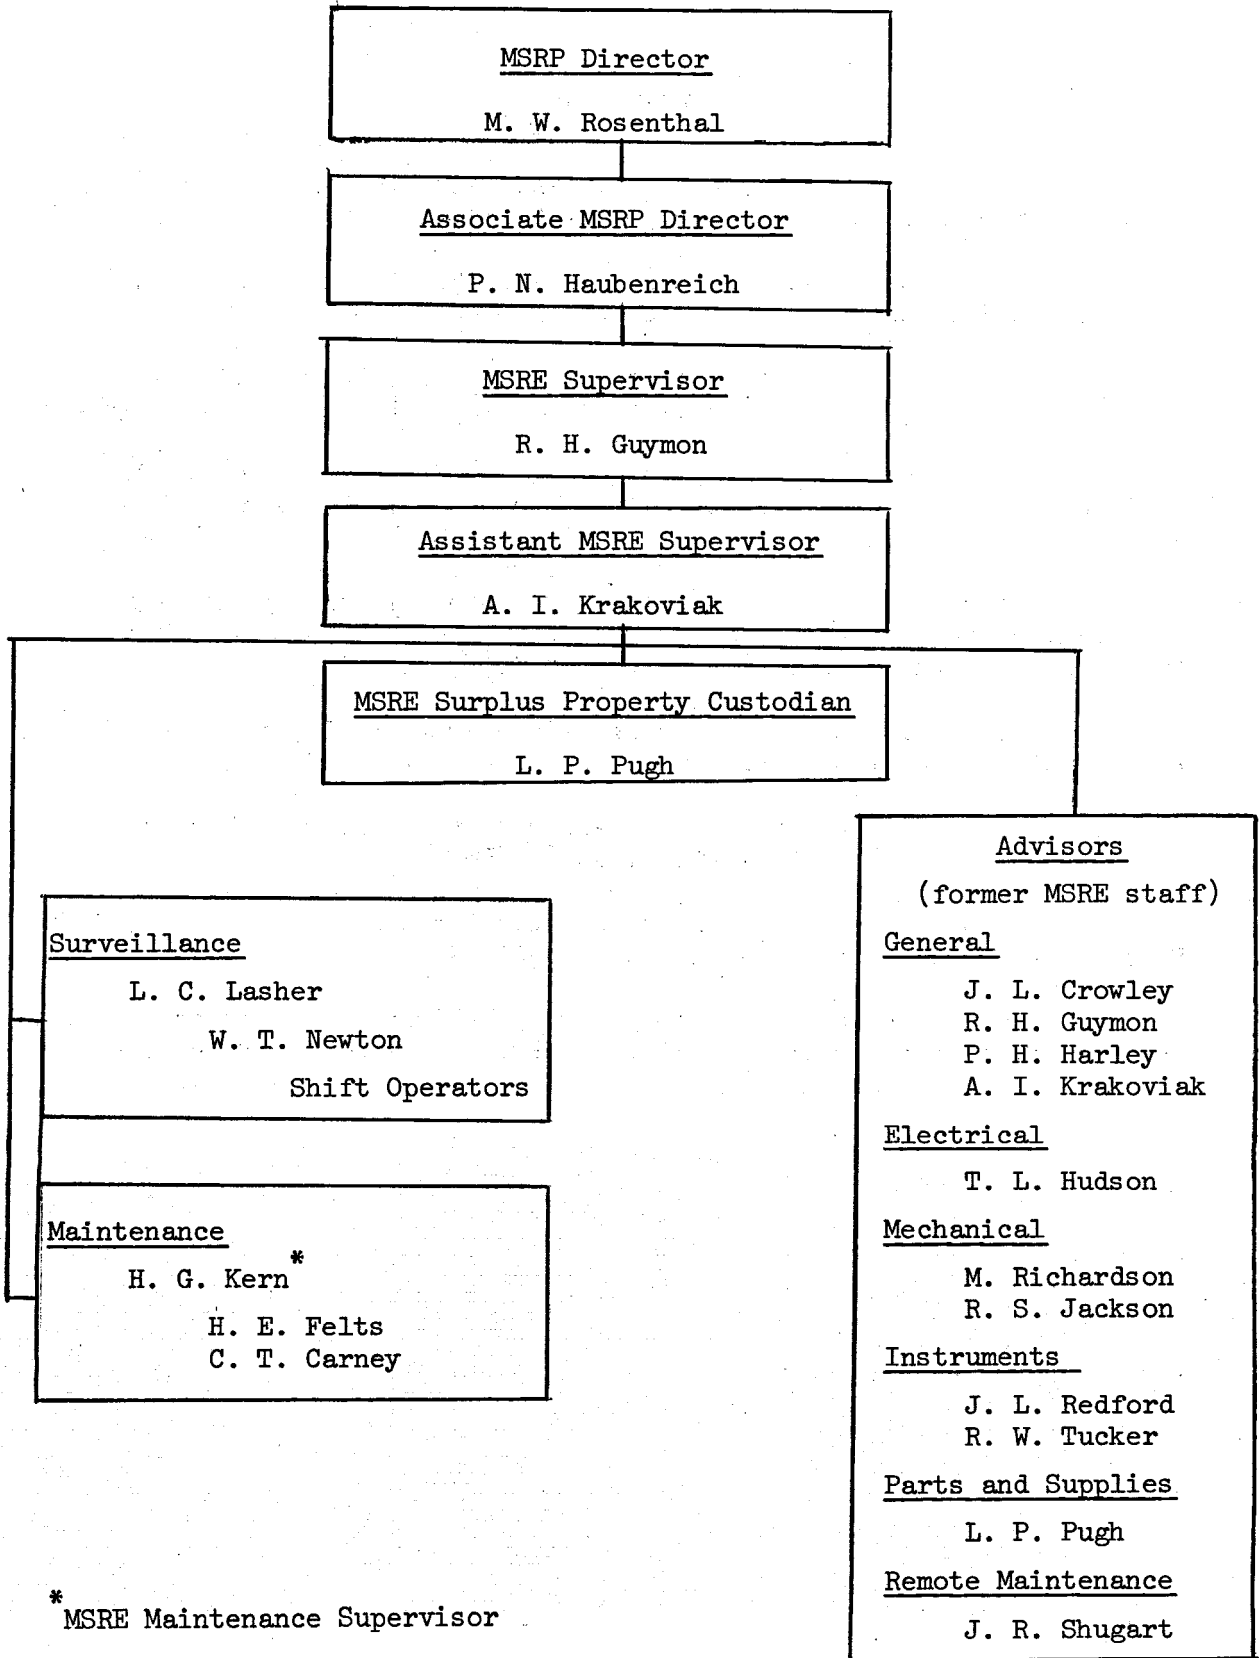 MSRP Director
M. W. Rosenthal
Associate MSRP Director
P. N. Haubenreich
MSRE Supervisor
R. H. Guymon
Assistant MSRE Supervisor
A. I. Krakoviak
MSRE Surplus Property Custodian
L. P. Pugh
Surveillance
L. C. Lasher
W. T. Newton
Shift Operators
Maintenance
H. G. Kern*
H. E. Felts
C. T. Carney
*MSRE Maintenance Supervisor
Advisors
(former MSRE staff)
General
J. L. Crowley
R. H. Guymon
P. H. Harley
A. I. Krakoviak
Electrical
T. L. Hudson
Mechanical
M. Richardson
R. S. Jackson
Instruments
J. L. Redford
R. W. Tucker
Parts and Supplies
L. P. Pugh
Remote Maintenance
J. R. Shugart